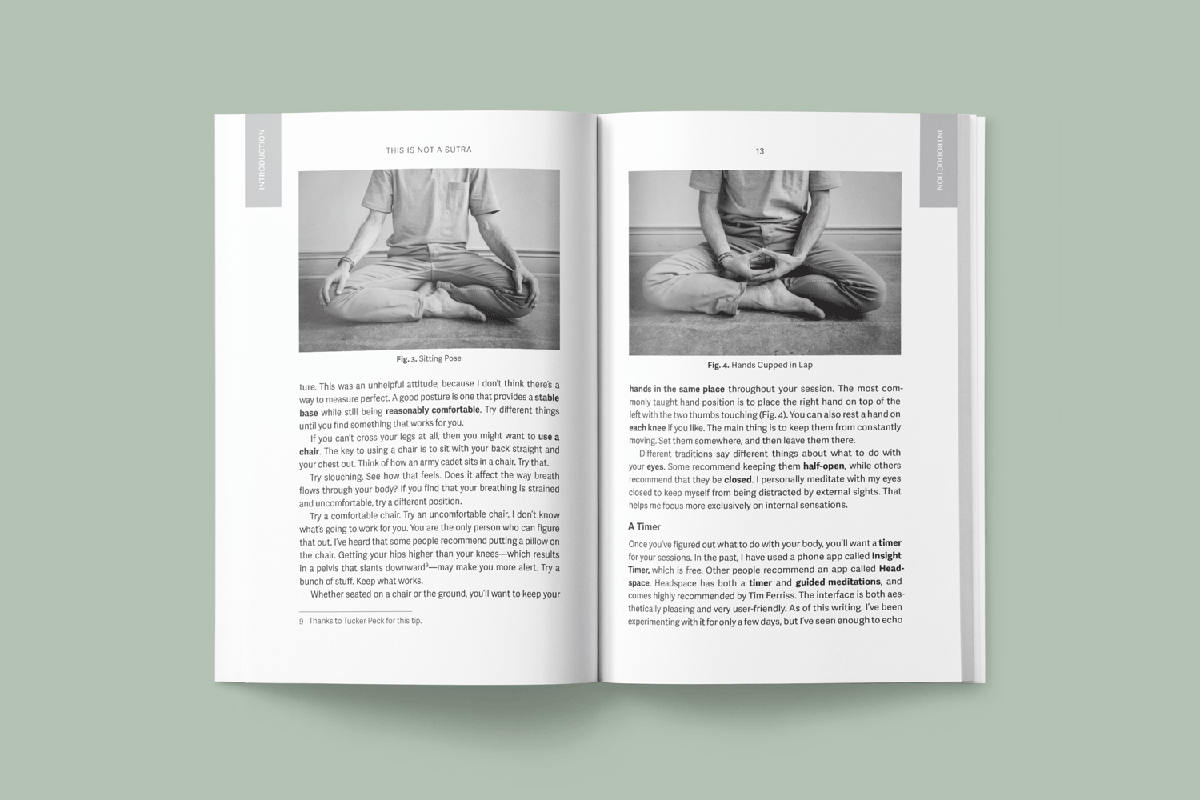 INTRODUCTION
THIS IS NOT A SUTRA
Fig. 3. Sitting Pose
ture. This was an unhelpful attitude, because I don't think there's a
way to measure perfect. A good posture is one that provides a stable
base while still being reasonably comfortable. Try different things
until you find something that works for you.
If you can't cross your legs at all, then you might want to use a
chair. The key to using a chair is to sit with your back straight and
your chest out. Think of how an army cadet sits in a chair. Try that.
Try slouching. See how that feels. Does it affect the way breath
flows through your body? If you find that your breathing is strained
and uncomfortable, try a different position.
Try a comfortable chair. Try an uncomfortable chair. I don't know
what's going to work for you. You are the only person who can figure
that out. I've heard that some people recommend putting a pillow on
the chair. Getting your hips higher than your knees—which results
in a pelvis that slants downward⁹—may make you more alert. Try a
bunch of stuff. Keep what works.
Whether seated on a chair or the ground, you'll want to keep your
9 Thanks to Tucker Peck for this tip.
13
INTRODUCTION
Fig. 4. Hands Cupped in Lap
hands in the same place throughout your session. The most com-
monly taught hand position is to place the right hand on top of the
left with the two thumbs touching (Fig. 4). You can also rest a hand on
each knee if you like. The main thing is to keep them from constantly
moving. Set them somewhere, and then leave them there.
Different traditions say different things about what to do with
your eyes. Some recommend keeping them half-open, while others
recommend that they be closed. I personally meditate with my eyes
closed to keep myself from being distracted by external sights. That
helps me focus more exclusively on internal sensations.
A Timer
Once you've figured out what to do with your body, you'll want a timer
for your sessions. In the past, I have used a phone app called Insight
Timer, which is free. Other people recommend an app called Head-
space. Headspace has both a timer and guided meditations, and
comes highly recommended by Tim Ferriss. The interface is both aes-
thetically pleasing and very user-friendly. As of this writing, I've been
experimenting with it for only a few days, but I've seen enough to echo